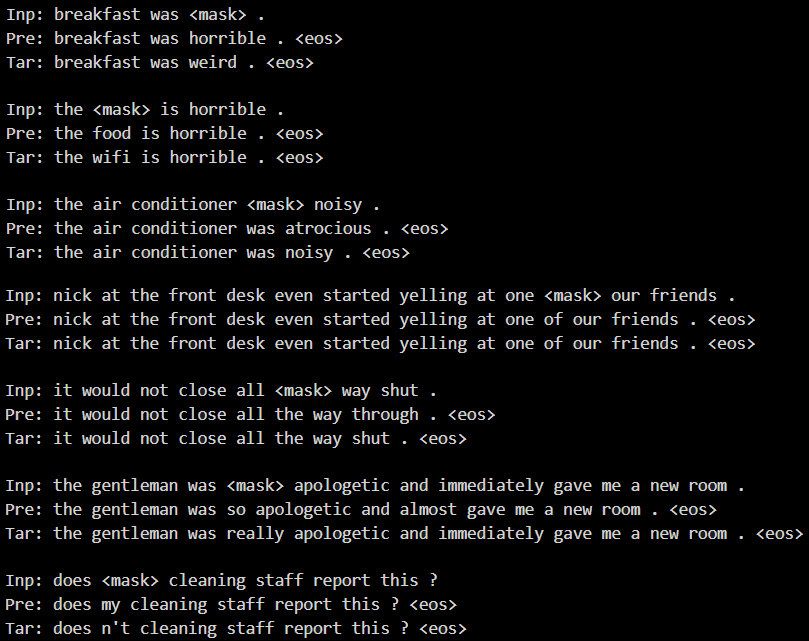 Inp: breakfast was <mask> .
Pre: breakfast was horrible . <eos>
Tar: breakfast was weird . <eos>
Inp: the <mask> is horrible .
Pre: the food is horrible . <eos>
Tar: the wifi is horrible . <eos>
Inp: the air conditioner <mask> noisy .
Pre: the air conditioner was atrocious . <eos>
Tar: the air conditioner was noisy . <eos>
Inp: nick at the front desk even started yelling at one <mask> our friends .
Pre: nick at the front desk even started yelling at one of our friends . <eos>
Tar: nick at the front desk even started yelling at one of our friends . <eos>
Inp: it would not close all <mask> way shut .
Pre: it would not close all the way through . <eos>
Tar: it would not close all the way shut . <eos>
Inp: the gentleman was <mask> apologetic and immediately gave me a new room .
Pre: the gentleman was so apologetic and almost gave me a new room . <eos>
Tar: the gentleman was really apologetic and immediately gave me a new room . <eos>
Inp: does <mask> cleaning staff report this ?
Pre: does my cleaning staff report this ? <eos>
Tar: does n't cleaning staff report this ? <eos>